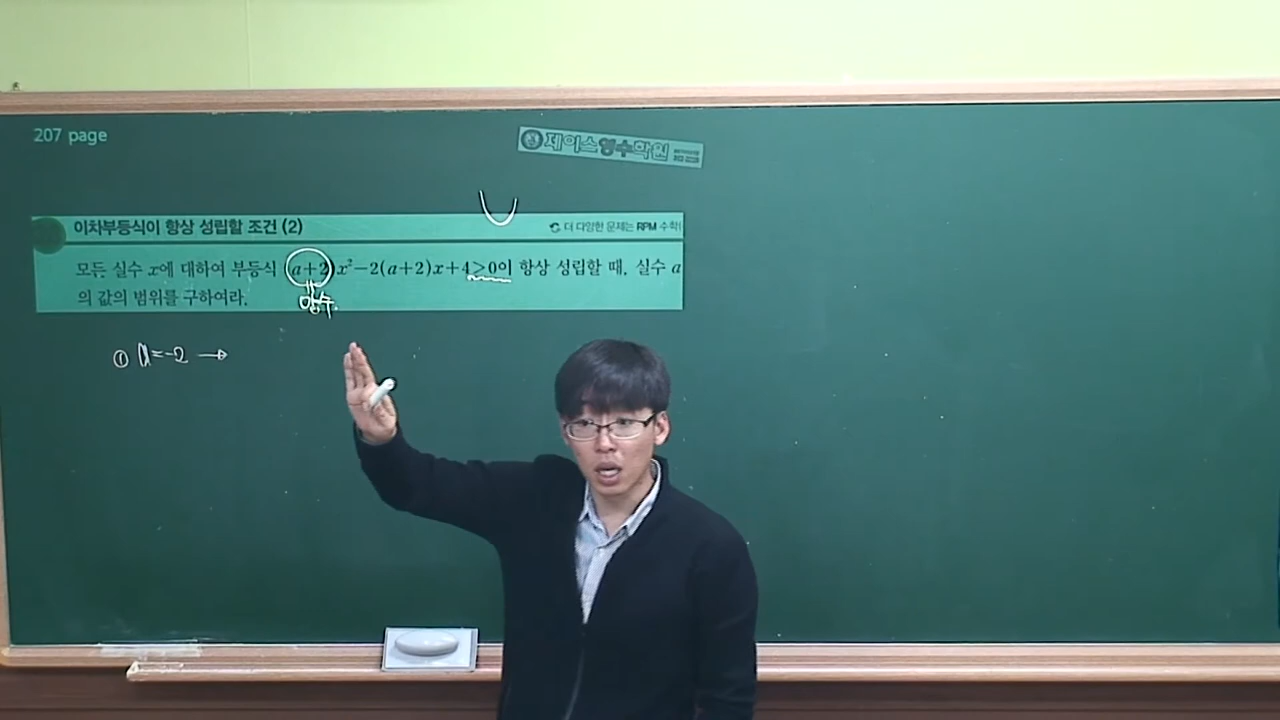 207 page
제이스영수학원
이차부등식이 항상 성립할 조건 (2)
더 다양한 문제는 RPM 수학
모든 실수 x에 대하여 부등식 (a+2)x²-2(a+2)x+4>0이 항상 성립할 때, 실수 a
의 값의 범위를 구하여라.
양수
① a=-2 →